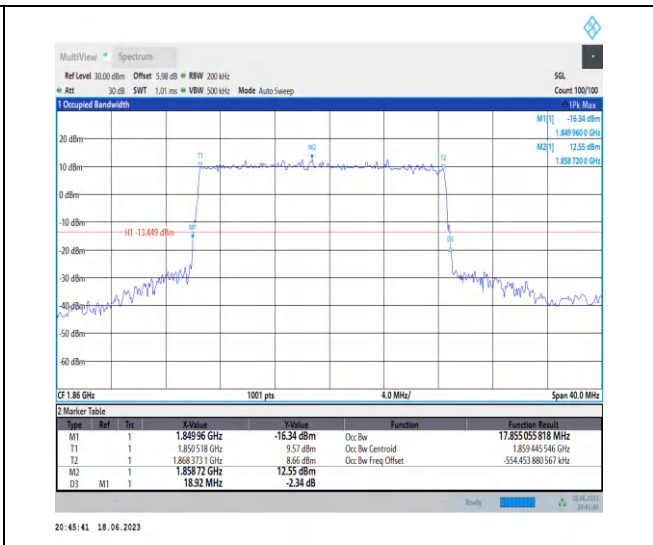 MultiView Spectrum
Ref Level 30.00 dBm Offset 5.98 dB RBW 200 kHz SGL
Att 30 dB SWT 1.01 ms VBW 500 kHz Mode Auto Sweep Count 100/100
1 Occupied Bandwidth 1Pk Max
M1[1] -16.34 dBm
1.849 960 0 GHz
M2[1] 12.55 dBm
1.858 720 0 GHz
20 dBm
M2
T1 T2
10 dBm
0 dBm
-10 dBm
M1
H1 -13.449 dBm
D3
-20 dBm
-30 dBm
-40 dBm
-50 dBm
-60 dBm
CF 1.86 GHz 1001 pts 4.0 MHz/ Span 40.0 MHz
2 Marker Table
Type Ref Trc X-Value Y-Value Function Function Result
M1 1 1.849 96 GHz -16.34 dBm Occ Bw 17.855 055 818 MHz
T1 1 1.850 518 GHz 9.57 dBm Occ Bw Centroid 1.859 445 546 GHz
T2 1 1.868 373 1 GHz 8.66 dBm Occ Bw Freq Offset -554.453 880 567 kHz
M2 1 1.858 72 GHz 12.55 dBm
D3 M1 1 18.92 MHz -2.34 dB
Ready 18.06.2023
20:45:40
20:45:41 18.06.2023